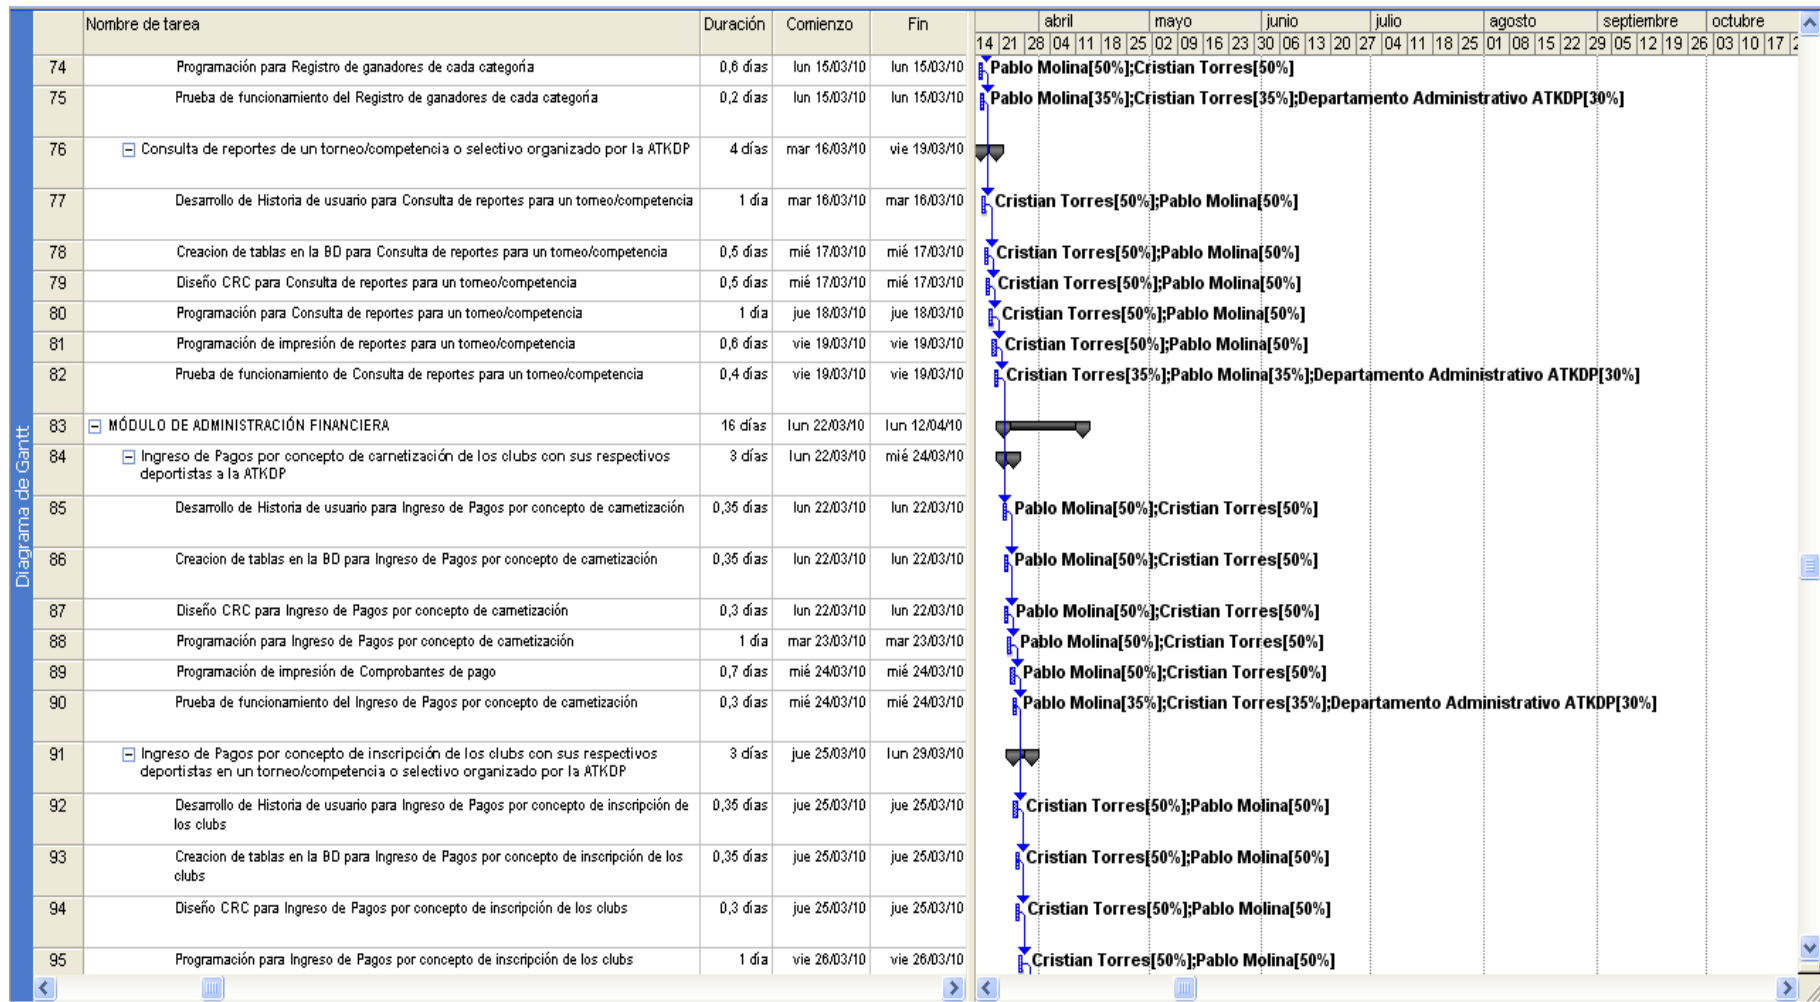 Diagrama de Gantt
Nombre de tarea Duración Comienzo Fin
abril mayo junio julio agosto septiembre octubre
14 21 28 04 11 18 25 02 09 16 23 30 06 13 20 27 04 11 18 25 01 08 15 22 29 05 12 19 26 03 10 17
74 Programación para Registro de ganadores de cada categoría 0,6 días lun 15/03/10 lun 15/03/10 Pablo Molina[50%];Cristian Torres[50%]
75 Prueba de funcionamiento del Registro de ganadores de cada categoría 0,2 días lun 15/03/10 lun 15/03/10 Pablo Molina[35%];Cristian Torres[35%];Departamento Administrativo ATKDP[30%]
76 Consulta de reportes de un torneo/competencia o selectivo organizado por la ATKDP 4 días mar 16/03/10 vie 19/03/10
77 Desarrollo de Historia de usuario para Consulta de reportes para un torneo/competencia 1 día mar 16/03/10 mar 16/03/10 Cristian Torres[50%];Pablo Molina[50%]
78 Creacion de tablas en la BD para Consulta de reportes para un torneo/competencia 0,5 días mié 17/03/10 mié 17/03/10 Cristian Torres[50%];Pablo Molina[50%]
79 Diseño CRC para Consulta de reportes para un torneo/competencia 0,5 días mié 17/03/10 mié 17/03/10 Cristian Torres[50%];Pablo Molina[50%]
80 Programación para Consulta de reportes para un torneo/competencia 1 día jue 18/03/10 jue 18/03/10 Cristian Torres[50%];Pablo Molina[50%]
81 Programación de impresión de reportes para un torneo/competencia 0,6 días vie 19/03/10 vie 19/03/10 Cristian Torres[50%];Pablo Molina[50%]
82 Prueba de funcionamiento de Consulta de reportes para un torneo/competencia 0,4 días vie 19/03/10 vie 19/03/10 Cristian Torres[35%];Pablo Molina[35%];Departamento Administrativo ATKDP[30%]
83 MÓDULO DE ADMINISTRACIÓN FINANCIERA 16 días lun 22/03/10 lun 12/04/10
84 Ingreso de Pagos por concepto de carnetización de los clubs con sus respectivos 3 días lun 22/03/10 mié 24/03/10
deportistas a la ATKDP
85 Desarrollo de Historia de usuario para Ingreso de Pagos por concepto de carnetización 0,35 días lun 22/03/10 lun 22/03/10 Pablo Molina[50%];Cristian Torres[50%]
86 Creacion de tablas en la BD para Ingreso de Pagos por concepto de carnetización 0,35 días lun 22/03/10 lun 22/03/10 Pablo Molina[50%];Cristian Torres[50%]
87 Diseño CRC para Ingreso de Pagos por concepto de carnetización 0,3 días lun 22/03/10 lun 22/03/10 Pablo Molina[50%];Cristian Torres[50%]
88 Programación para Ingreso de Pagos por concepto de carnetización 1 día mar 23/03/10 mar 23/03/10 Pablo Molina[50%];Cristian Torres[50%]
89 Programación de impresión de Comprobantes de pago 0,7 días mié 24/03/10 mié 24/03/10 Pablo Molina[50%];Cristian Torres[50%]
90 Prueba de funcionamiento del Ingreso de Pagos por concepto de carnetización 0,3 días mié 24/03/10 mié 24/03/10 Pablo Molina[35%];Cristian Torres[35%];Departamento Administrativo ATKDP[30%]
91 Ingreso de Pagos por concepto de inscripción de los clubs con sus respectivos 3 días jue 25/03/10 lun 29/03/10
deportistas en un torneo/competencia o selectivo organizado por la ATKDP
92 Desarrollo de Historia de usuario para Ingreso de Pagos por concepto de inscripción de 0,35 días jue 25/03/10 jue 25/03/10 Cristian Torres[50%];Pablo Molina[50%]
los clubs
93 Creacion de tablas en la BD para Ingreso de Pagos por concepto de inscripción de los 0,35 días jue 25/03/10 jue 25/03/10 Cristian Torres[50%];Pablo Molina[50%]
clubs
94 Diseño CRC para Ingreso de Pagos por concepto de inscripción de los clubs 0,3 días jue 25/03/10 jue 25/03/10 Cristian Torres[50%];Pablo Molina[50%]
95 Programación para Ingreso de Pagos por concepto de inscripción de los clubs 1 día vie 26/03/10 vie 26/03/10 Cristian Torres[50%];Pablo Molina[50%]